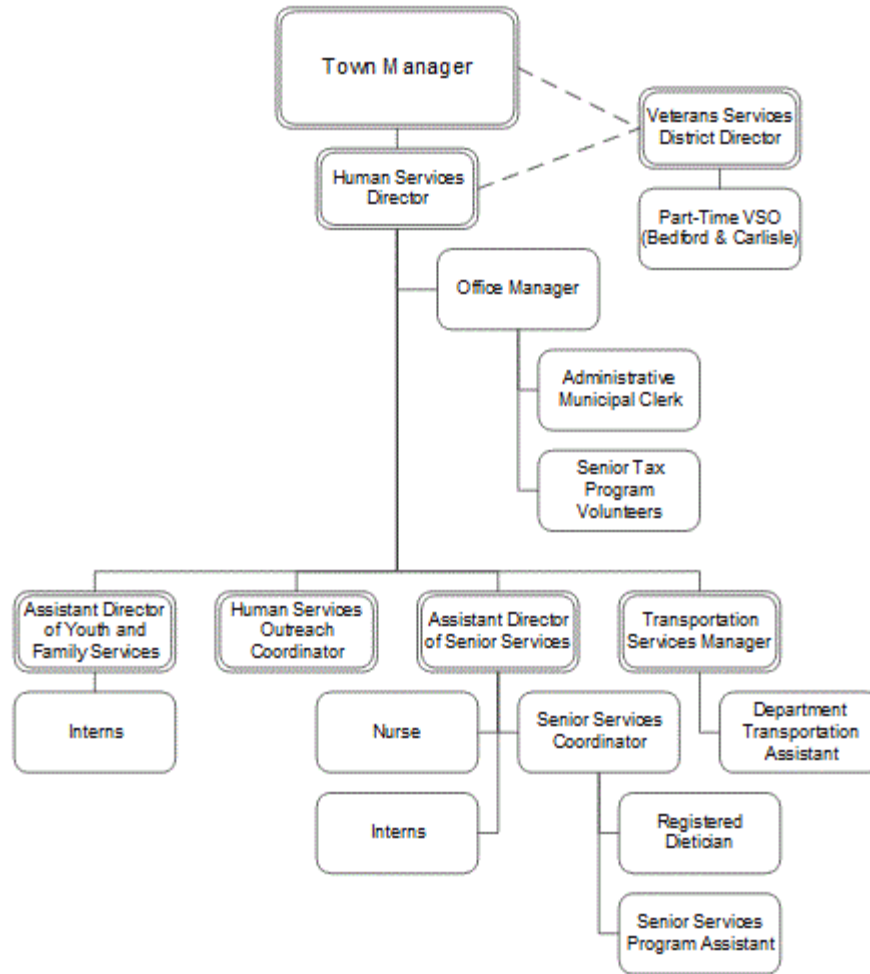 Town Manager
Veterans Services
District Director
Human Services
Director
Part-Time VSO
(Bedford & Carlisle)
Office Manager
Administrative
Municipal Clerk
Senior Tax
Program
Volunteers
Assistant Director
of Youth and
Family Services
Human Services
Outreach
Coordinator
Assistant Director
of Senior Services
Transportation
Services Manager
Interns
Nurse
Senior Services
Coordinator
Department
Transportation
Assistant
Interns
Registered
Dietician
Senior Services
Program Assistant